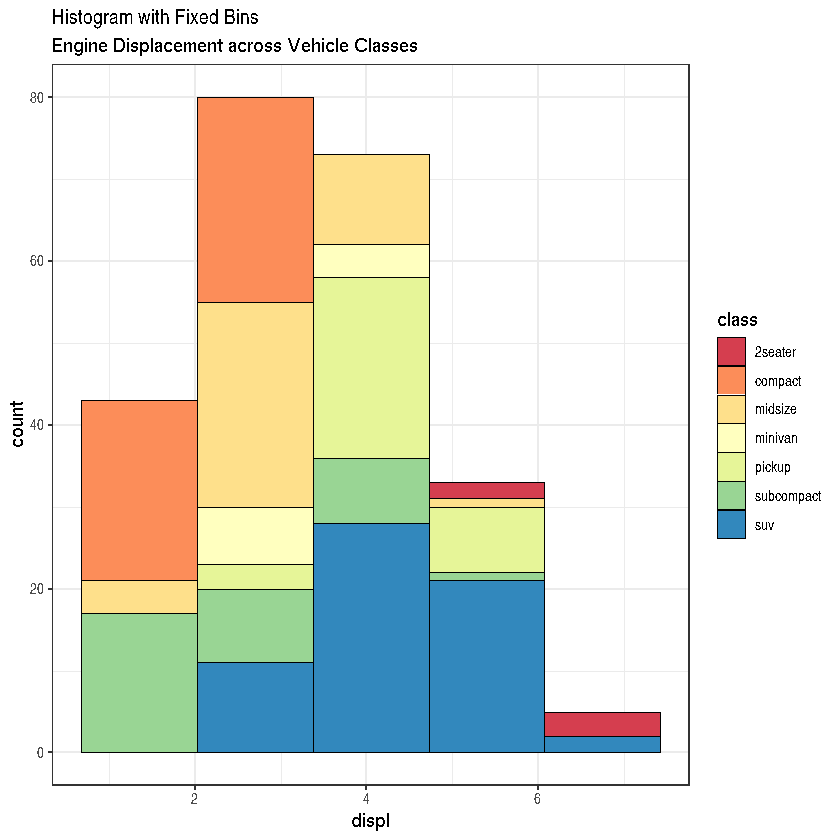 Histogram with Fixed Bins
Engine Displacement across Vehicle Classes
80
60
40
20
0
count
2
4
6
displ
class
2seater
compact
midsize
minivan
pickup
subcompact
suv